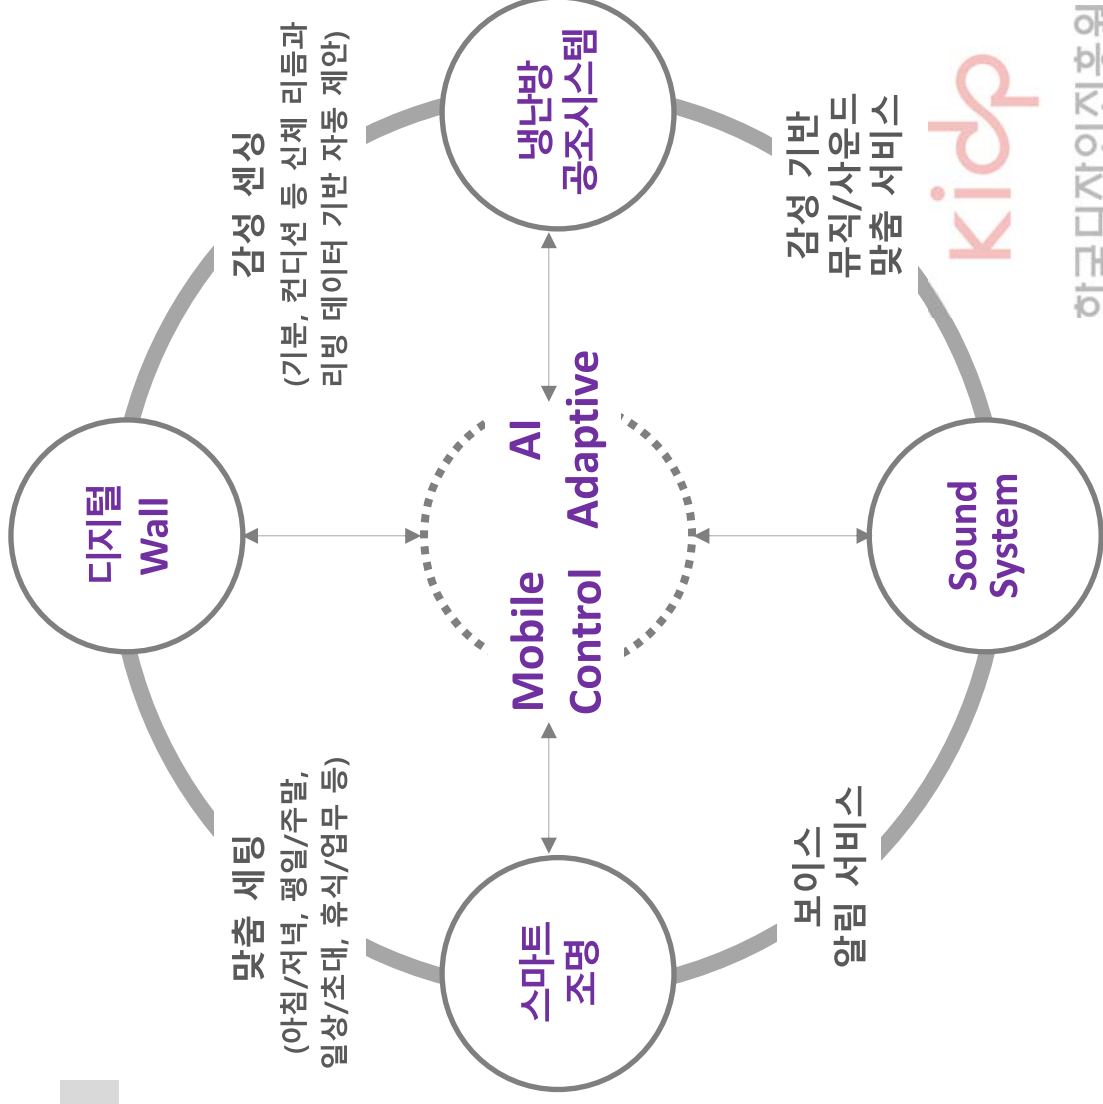 디지털
Wall
맞춤 세팅
(아침/저녁, 평일/주말,
일상/초대, 휴식/업무 등)
감성 센싱
(기분, 컨디션 등 신체 리듬과
리빙 데이터 기반 자동 제안)
스마트
조명
Mobile
Control
AI
Adaptive
냉난방
공조시스템
보이스
알림 서비스
감성 기반
뮤직/사운드
맞춤 서비스
Sound
System
kidp
한국디자인진흥원